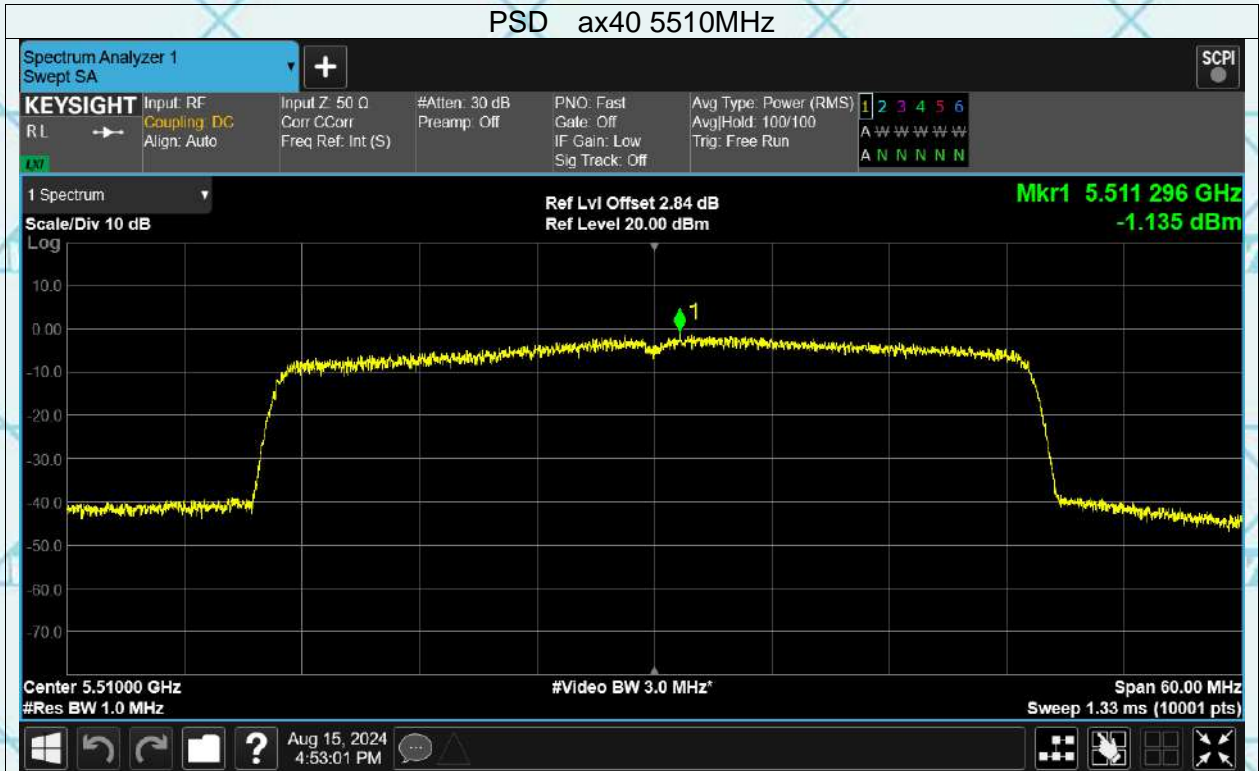 PSD ax40 5510MHz
Spectrum Analyzer 1
Swept SA
+
SCPI
KEYSIGHT
R L
LXI
Input: RF
Coupling: DC
Align: Auto
Input Z: 50 Ω
Corr CCorr
Freq Ref: Int (S)
#Atten: 30 dB
Preamp: Off
PNO: Fast
Gate: Off
IF Gain: Low
Sig Track: Off
Avg Type: Power (RMS)
Avg|Hold: 100/100
Trig: Free Run
1 2 3 4 5 6
A W W W W W
A N N N N N
1 Spectrum
Scale/Div 10 dB
Log
Ref Lvl Offset 2.84 dB
Ref Level 20.00 dBm
Mkr1 5.511 296 GHz
-1.135 dBm
10.0
0.00
-10.0
-20.0
-30.0
-40.0
-50.0
-60.0
-70.0
1
Center 5.51000 GHz
#Res BW 1.0 MHz
#Video BW 3.0 MHz*
Span 60.00 MHz
Sweep 1.33 ms (10001 pts)
?
Aug 15, 2024
4:53:01 PM